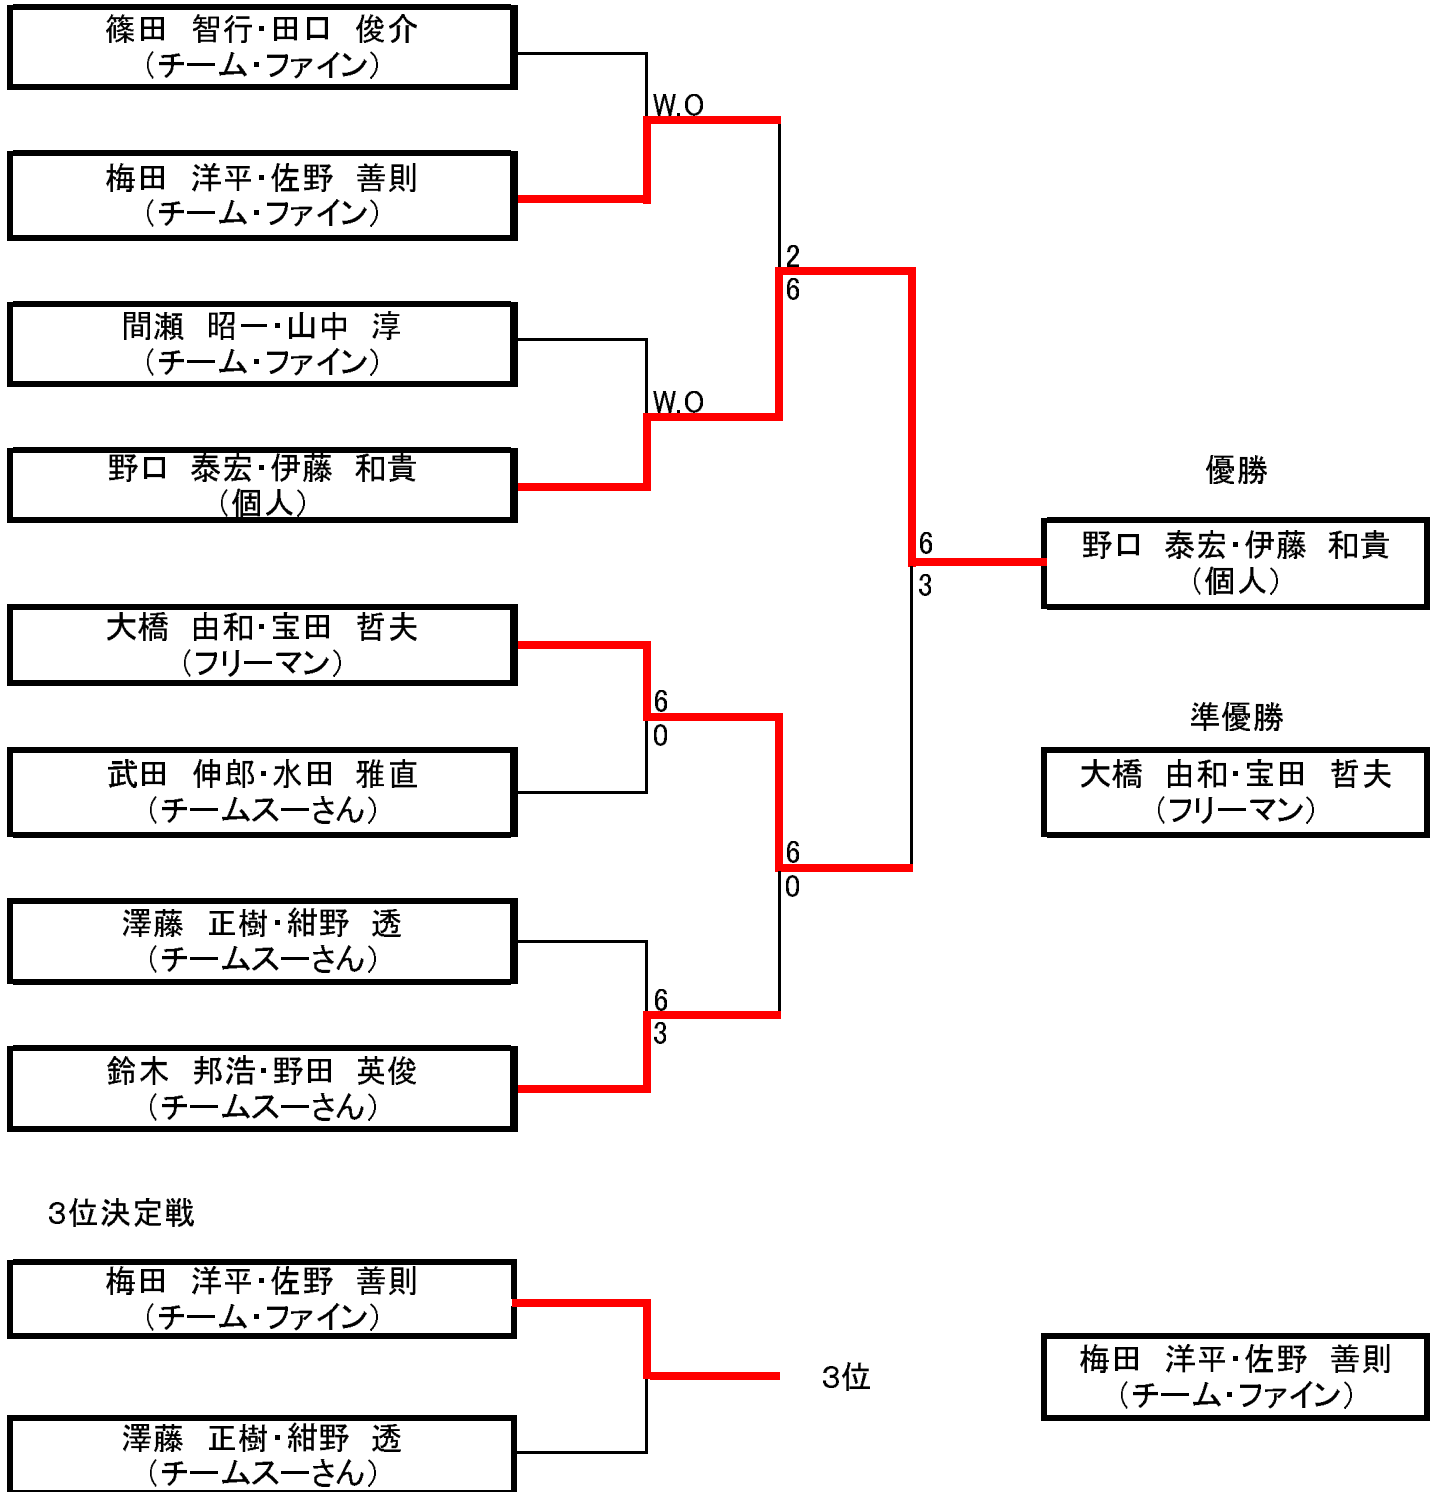 篠田　智行・田口　俊介
（チーム・ファイン）
W.O
梅田　洋平・佐野　善則
（チーム・ファイン）
2
6
間瀬　昭一・山中　淳
（チーム・ファイン）
W.O
野口　泰宏・伊藤　和貴
（個人）
優勝
6
3
野口　泰宏・伊藤　和貴
（個人）
大橋　由和・宝田　哲夫
（フリーマン）
6
0
準優勝
大橋　由和・宝田　哲夫
（フリーマン）
武田　伸郎・水田　雅直
（チームスーさん）
6
0
澤藤　正樹・紺野　透
（チームスーさん）
6
3
鈴木　邦浩・野田　英俊
（チームスーさん）
３位決定戦
梅田　洋平・佐野　善則
（チーム・ファイン）
３位
梅田　洋平・佐野　善則
（チーム・ファイン）
澤藤　正樹・紺野　透
（チームスーさん）